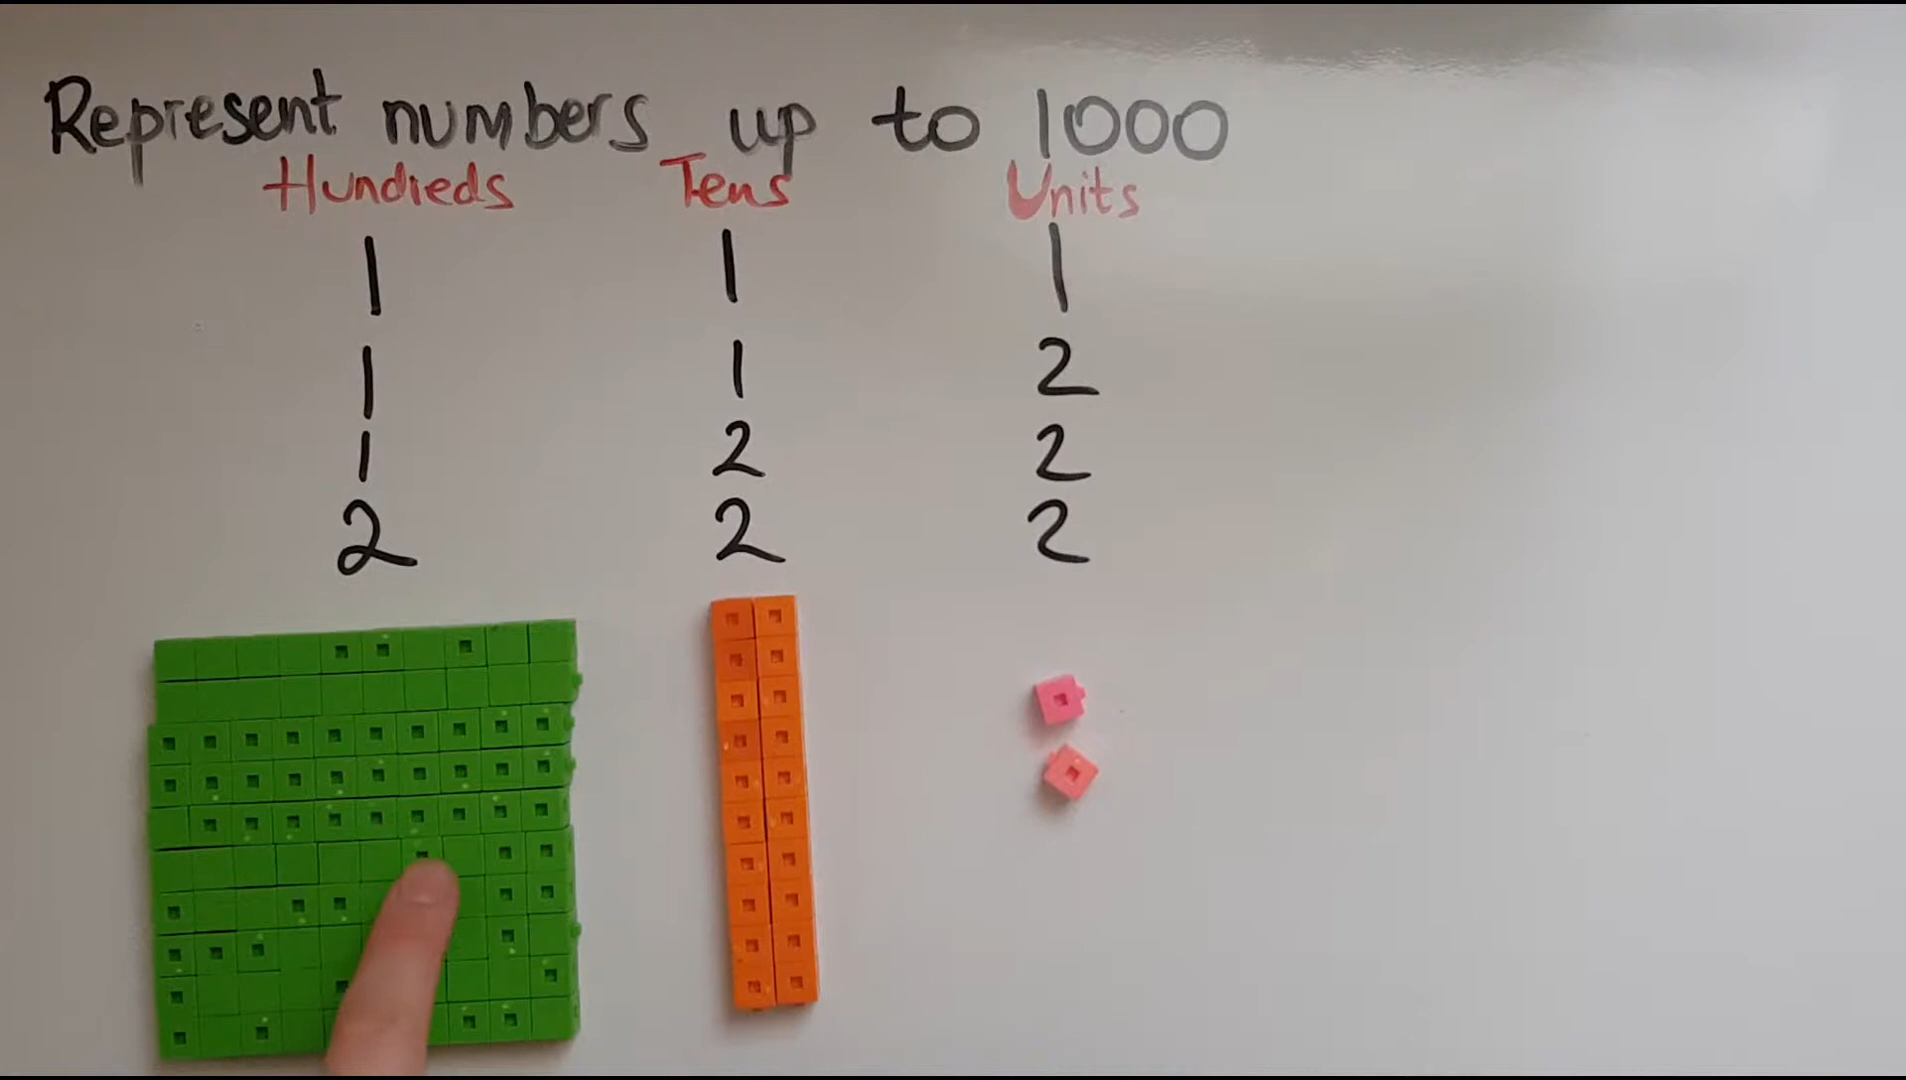 Represent numbers up to 1000
Hundreds Tens Units
1 1 1
1 1 2
1 2 2
2 2 2